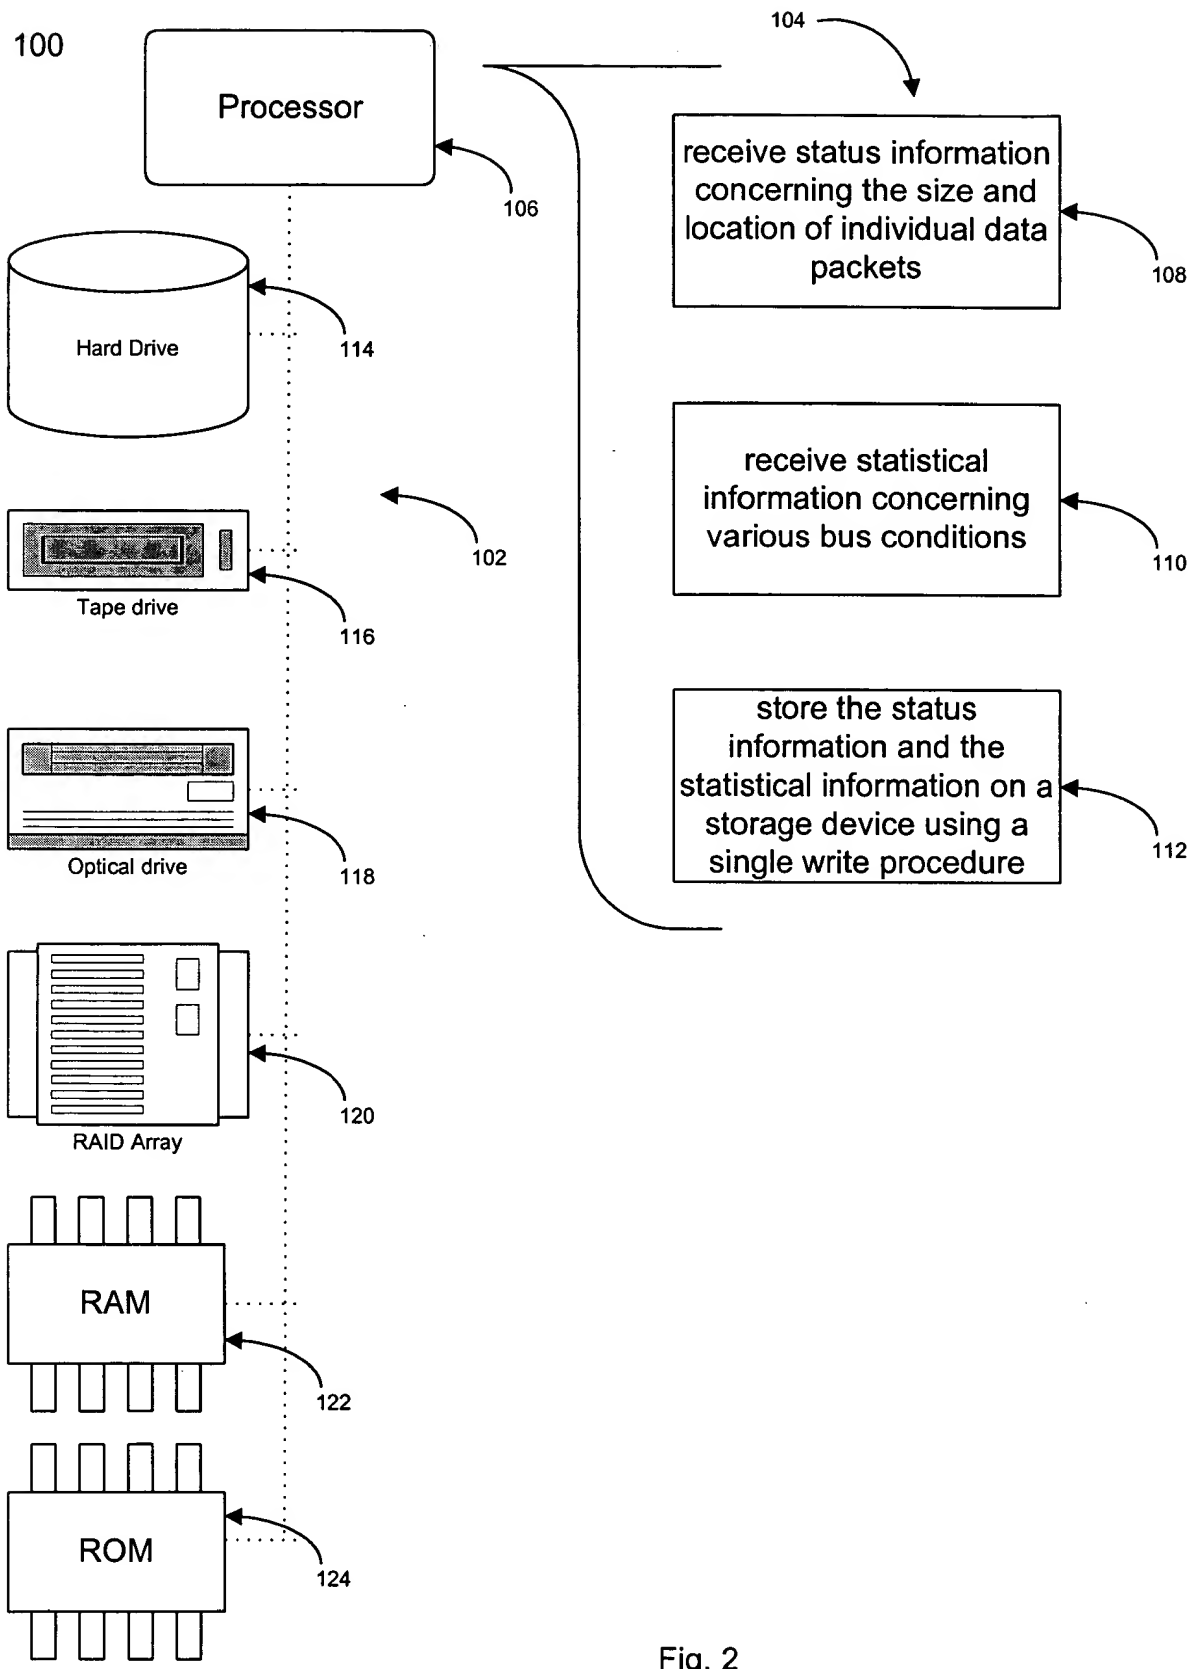 100
Processor
106
104
receive status information
concerning the size and
location of individual data
packets
108
Hard Drive
114
receive statistical
information concerning
various bus conditions
110
102
Tape drive
116
store the status
information and the
statistical information on a
storage device using a
single write procedure
112
Optical drive
118
RAID Array
120
RAM
122
ROM
124
Fig. 2